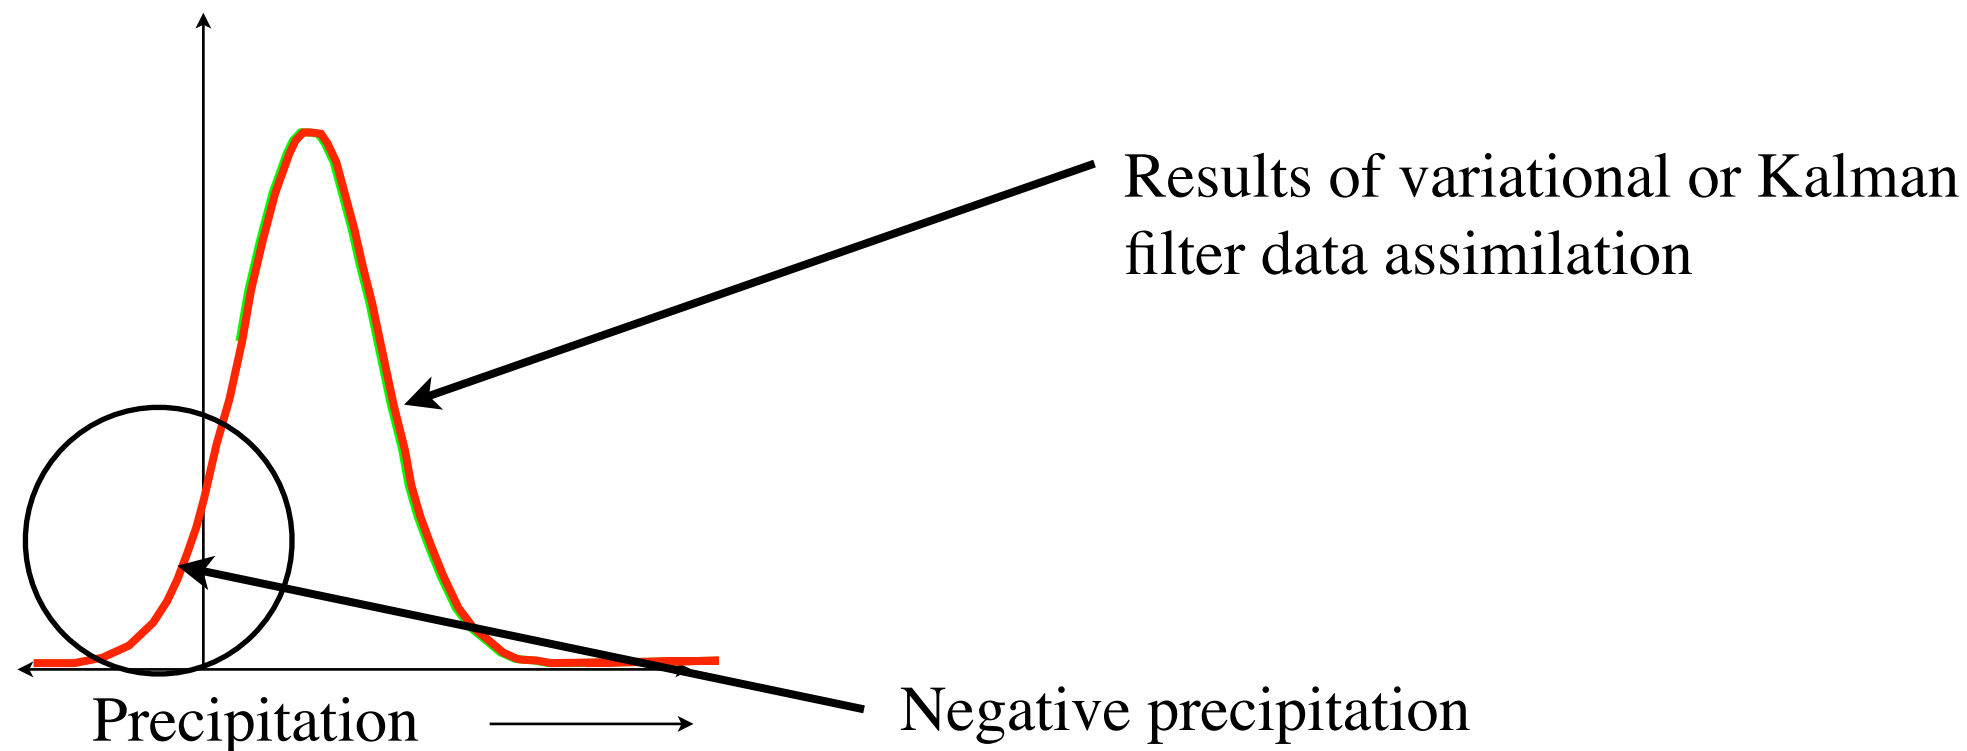 Results of variational or Kalman
filter data assimilation
Negative precipitation
Precipitation